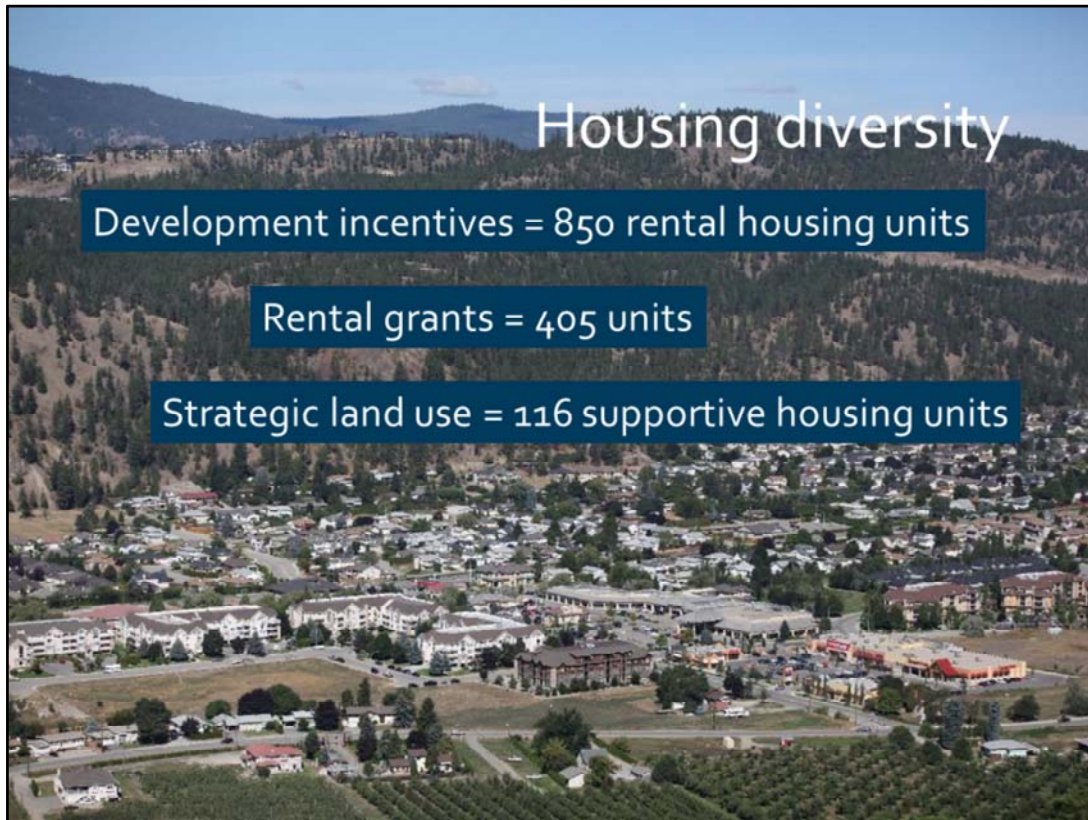 Housing diversity
Development incentives = 850 rental housing units
Rental grants = 405 units
Strategic land use = 116 supportive housing units